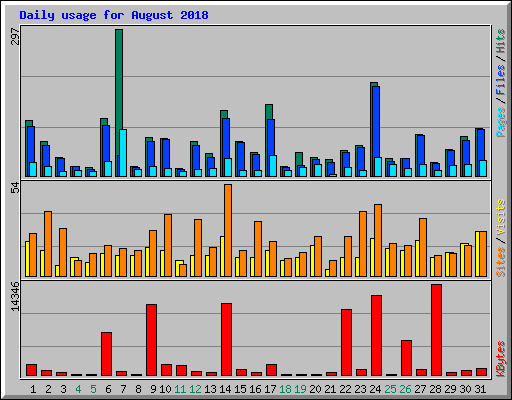 Daily usage for August 2018
297
54
14346
Pages / Files / Hits
Sites / Visits
KBytes
1 2 3 4 5 6 7 8 9 10 11 12 13 14 15 16 17 18 19 20 21 22 23 24 25 26 27 28 29 30 31